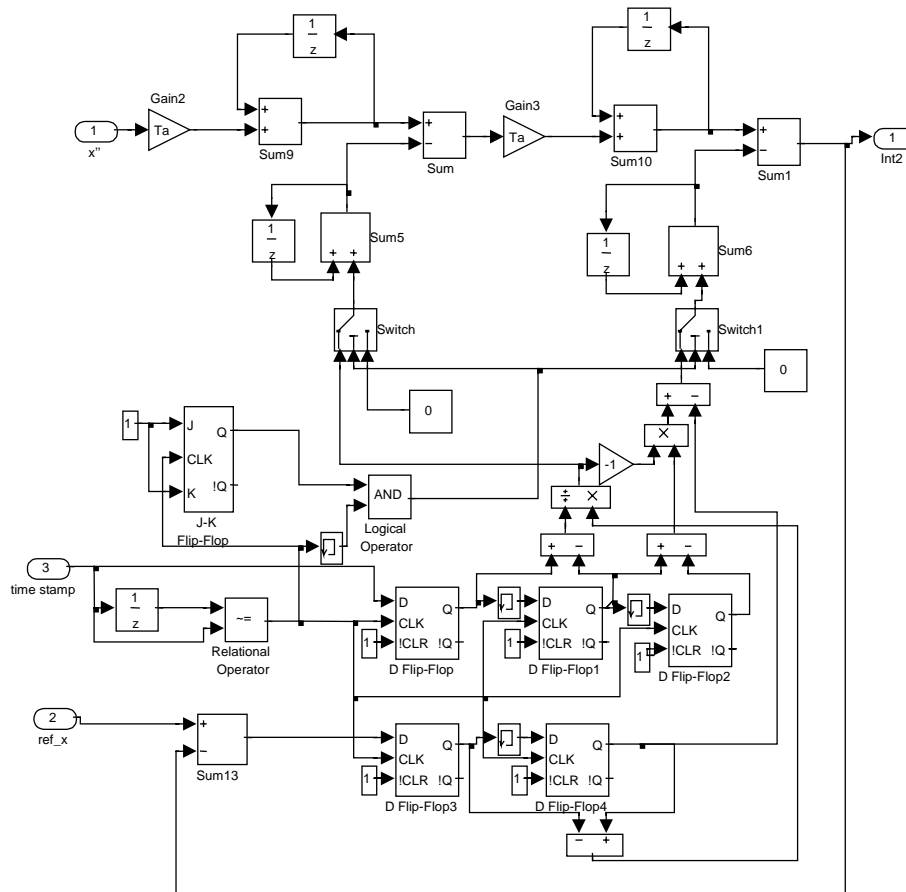 1
z
1
z
Gain2
Gain3
1
x''
Ta
+
+
Sum9
+
−
Sum
Ta
+
+
Sum10
+
−
Sum1
1
Int2
1
z
+ +
Sum5
1
z
+ +
Sum6
Switch
Switch1
0
0
+ −
×
-1
1
J
Q
CLK
K
!Q
J-K
Flip-Flop
AND
Logical
Operator
÷ ×
+ −
+ −
3
time stamp
1
z
~=
Relational
Operator
1
D
Q
CLK
!CLR
!Q
D Flip-Flop
1
D
Q
CLK
!CLR
!Q
D Flip-Flop1
1
D
Q
CLK
!CLR
!Q
D Flip-Flop2
2
ref_x
+
−
Sum13
1
D
Q
CLK
!CLR
!Q
D Flip-Flop3
1
D
Q
CLK
!CLR
!Q
D Flip-Flop4
− +